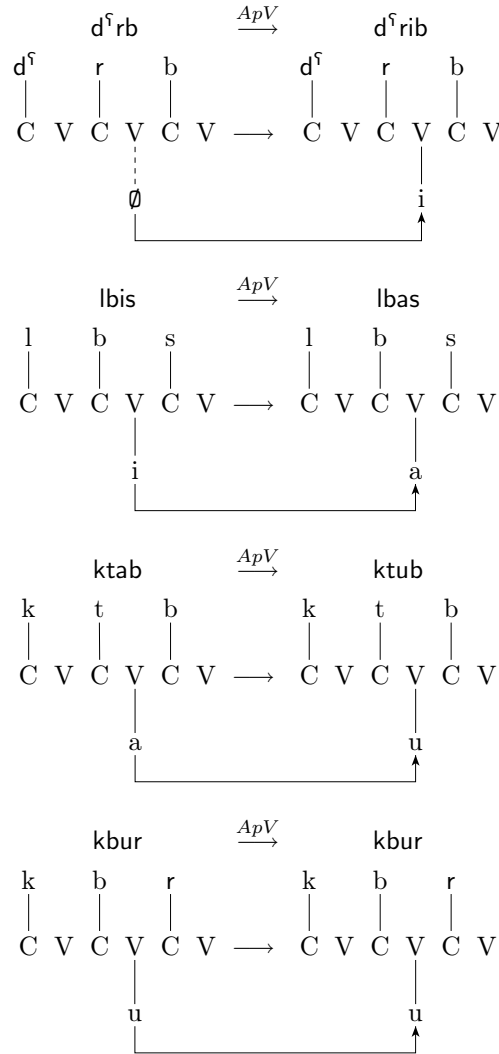 ApV
dˤrb ⟶ dˤrib
dˤ r b dˤ r b
C V C V C V ⟶ C V C V C V
∅ i
ApV
lbis ⟶ lbas
l b s l b s
C V C V C V ⟶ C V C V C V
i a
ApV
ktab ⟶ ktub
k t b k t b
C V C V C V ⟶ C V C V C V
a u
ApV
kbur ⟶ kbur
k b r k b r
C V C V C V ⟶ C V C V C V
u u